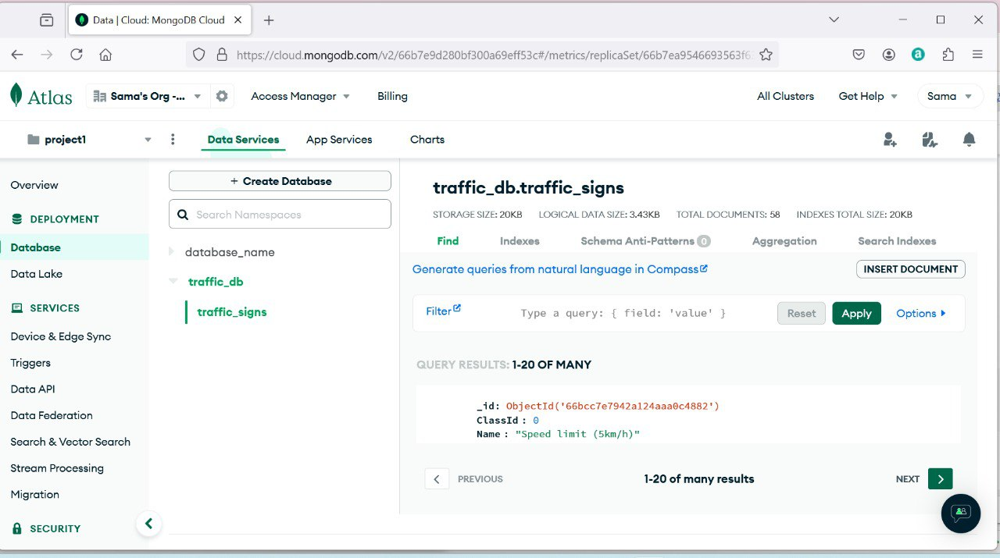 Data | Cloud: MongoDB Cloud
https://cloud.mongodb.com/v2/66b7e9d280bf300a69eff53c#/metrics/replicaSet/66b7ea9546693563f6
Atlas
Sama's Org -...
Access Manager
Billing
All Clusters
Get Help
Sama
project1
Data Services
App Services
Charts
Overview
DEPLOYMENT
Database
Data Lake
SERVICES
Device & Edge Sync
Triggers
Data API
Data Federation
Search & Vector Search
Stream Processing
Migration
SECURITY
+ Create Database
Search Namespaces
database_name
traffic_db
traffic_signs
traffic_db.traffic_signs
STORAGE SIZE: 20KB LOGICAL DATA SIZE: 3.43KB TOTAL DOCUMENTS: 58 INDEXES TOTAL SIZE: 20KB
Find Indexes Schema Anti-Patterns 0 Aggregation Search Indexes
Generate queries from natural language in Compass
INSERT DOCUMENT
Filter
Type a query: { field: 'value' }
Reset
Apply
Options
QUERY RESULTS: 1-20 OF MANY
_id: ObjectId('66bcc7e7942a124aaa0c4882')
ClassId : 0
Name : "Speed limit (5km/h)"
PREVIOUS
1-20 of many results
NEXT